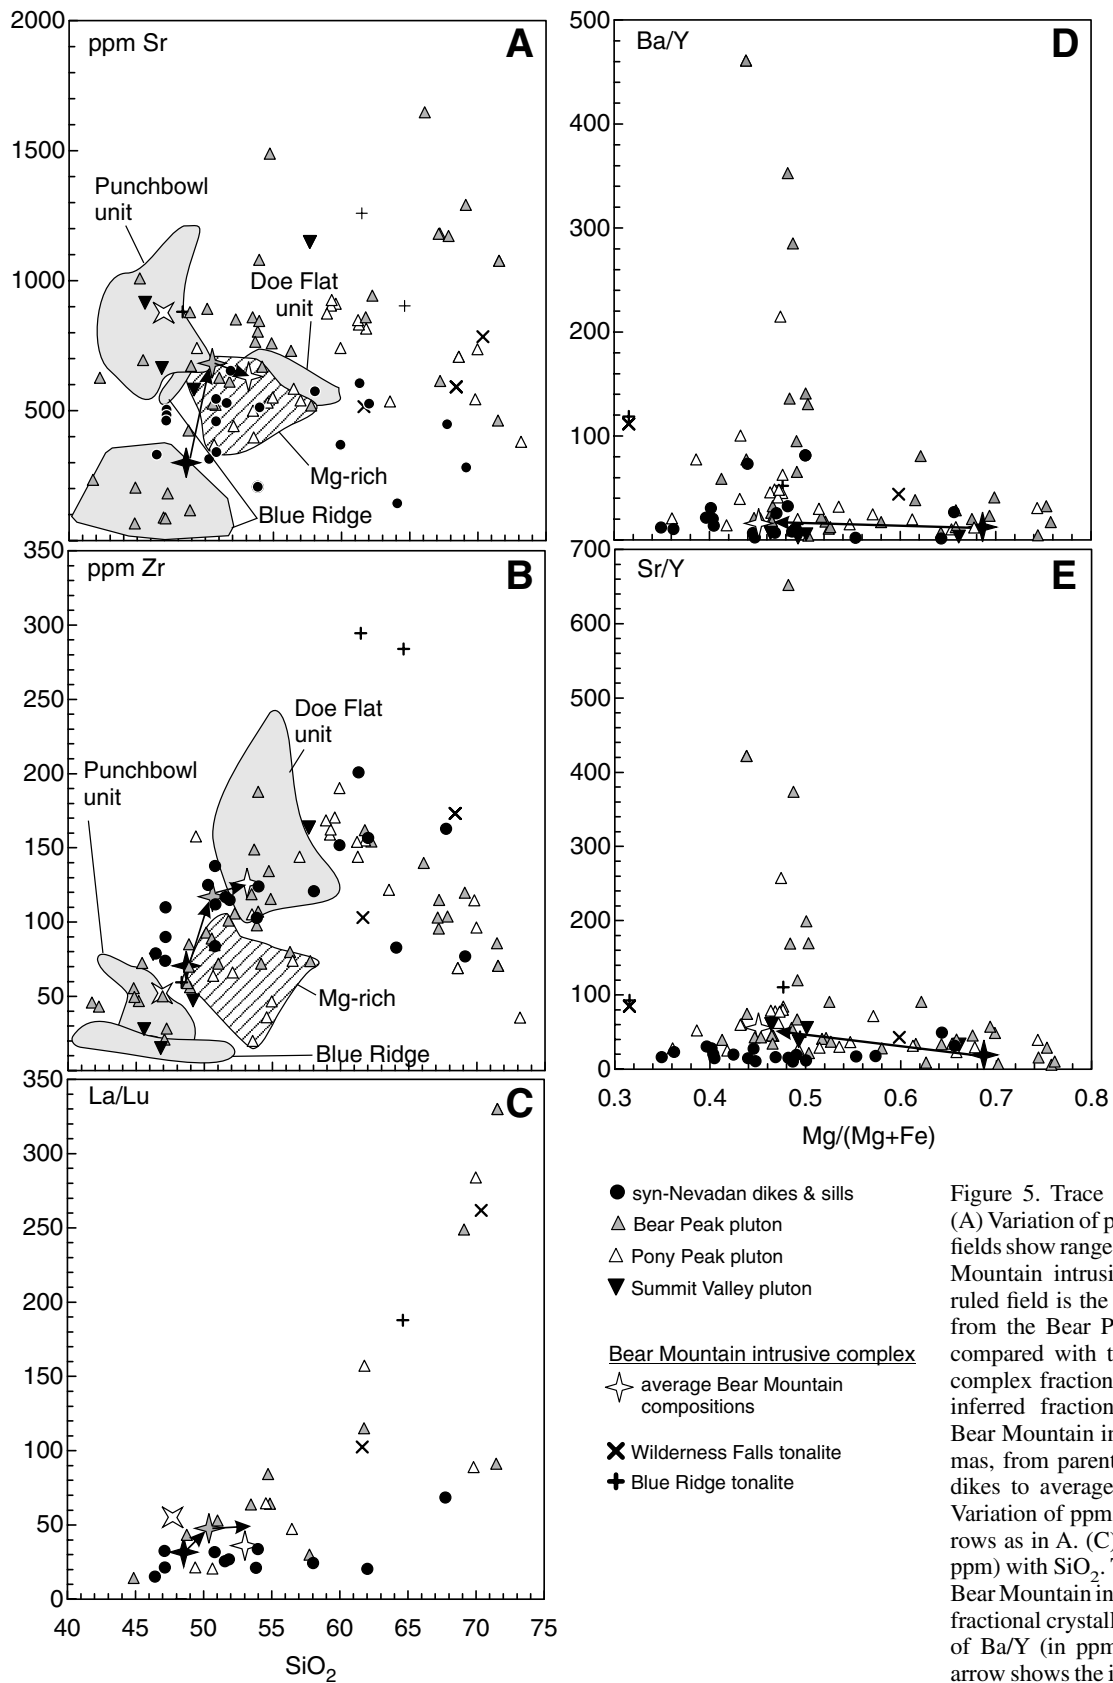 2000
1500
1000
500
ppm Sr
A
Punchbowl
unit
Doe Flat
unit
Mg-rich
Blue Ridge
350
300
250
200
150
100
50
ppm Zr
B
Doe Flat
unit
Punchbowl
unit
Mg-rich
Blue Ridge
350
300
250
200
150
100
50
0
La/Lu
C
40 45 50 55 60 65 70 75
SiO2
500
400
300
200
100
Ba/Y
D
700
600
500
400
300
200
100
0
Sr/Y
E
0.3 0.4 0.5 0.6 0.7 0.8
Mg/(Mg+Fe)
syn-Nevadan dikes & sills
Bear Peak pluton
Pony Peak pluton
Summit Valley pluton
Bear Mountain intrusive complex
average Bear Mountain
compositions
Wilderness Falls tonalite
Blue Ridge tonalite
Figure 5. Trace
(A) Variation of p
fields show range
Mountain intrusi
ruled field is the
from the Bear P
compared with t
complex fraction
inferred fraction
Bear Mountain in
mas, from parent
dikes to average
Variation of ppm
rows as in A. (C)
ppm) with SiO2. T
Bear Mountain in
fractional crystall
of Ba/Y (in ppm
arrow shows the i